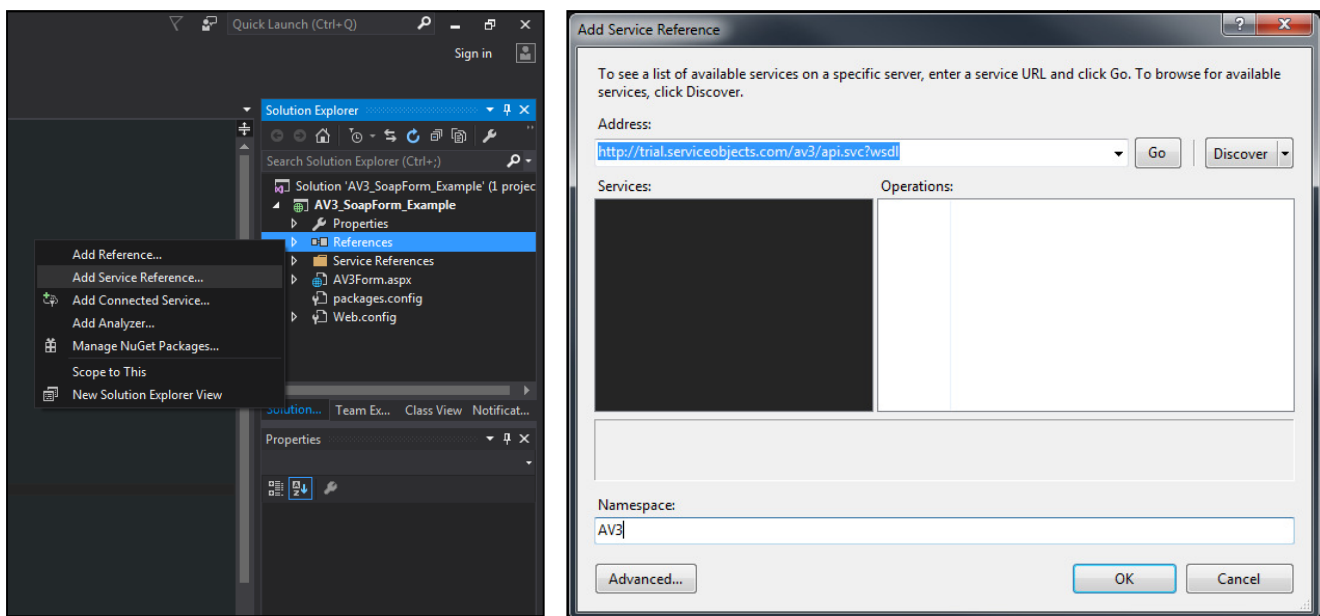 Quick Launch (Ctrl+Q)
Sign in
Solution Explorer
Search Solution Explorer (Ctrl+;)
Solution 'AV3_SoapForm_Example' (1 projec
AV3_SoapForm_Example
Properties
References
Service References
AV3Form.aspx
packages.config
Web.config
Add Reference...
Add Service Reference...
Add Connected Service...
Add Analyzer...
Manage NuGet Packages...
Scope to This
New Solution Explorer View
Solution... Team Ex... Class View Notificat...
Properties
Add Service Reference
To see a list of available services on a specific server, enter a service URL and click Go. To browse for available
services, click Discover.
Address:
http://trial.serviceobjects.com/av3/api.svc?wsdl
Go
Discover
Services:
Operations:
Namespace:
AV3
Advanced...
OK
Cancel